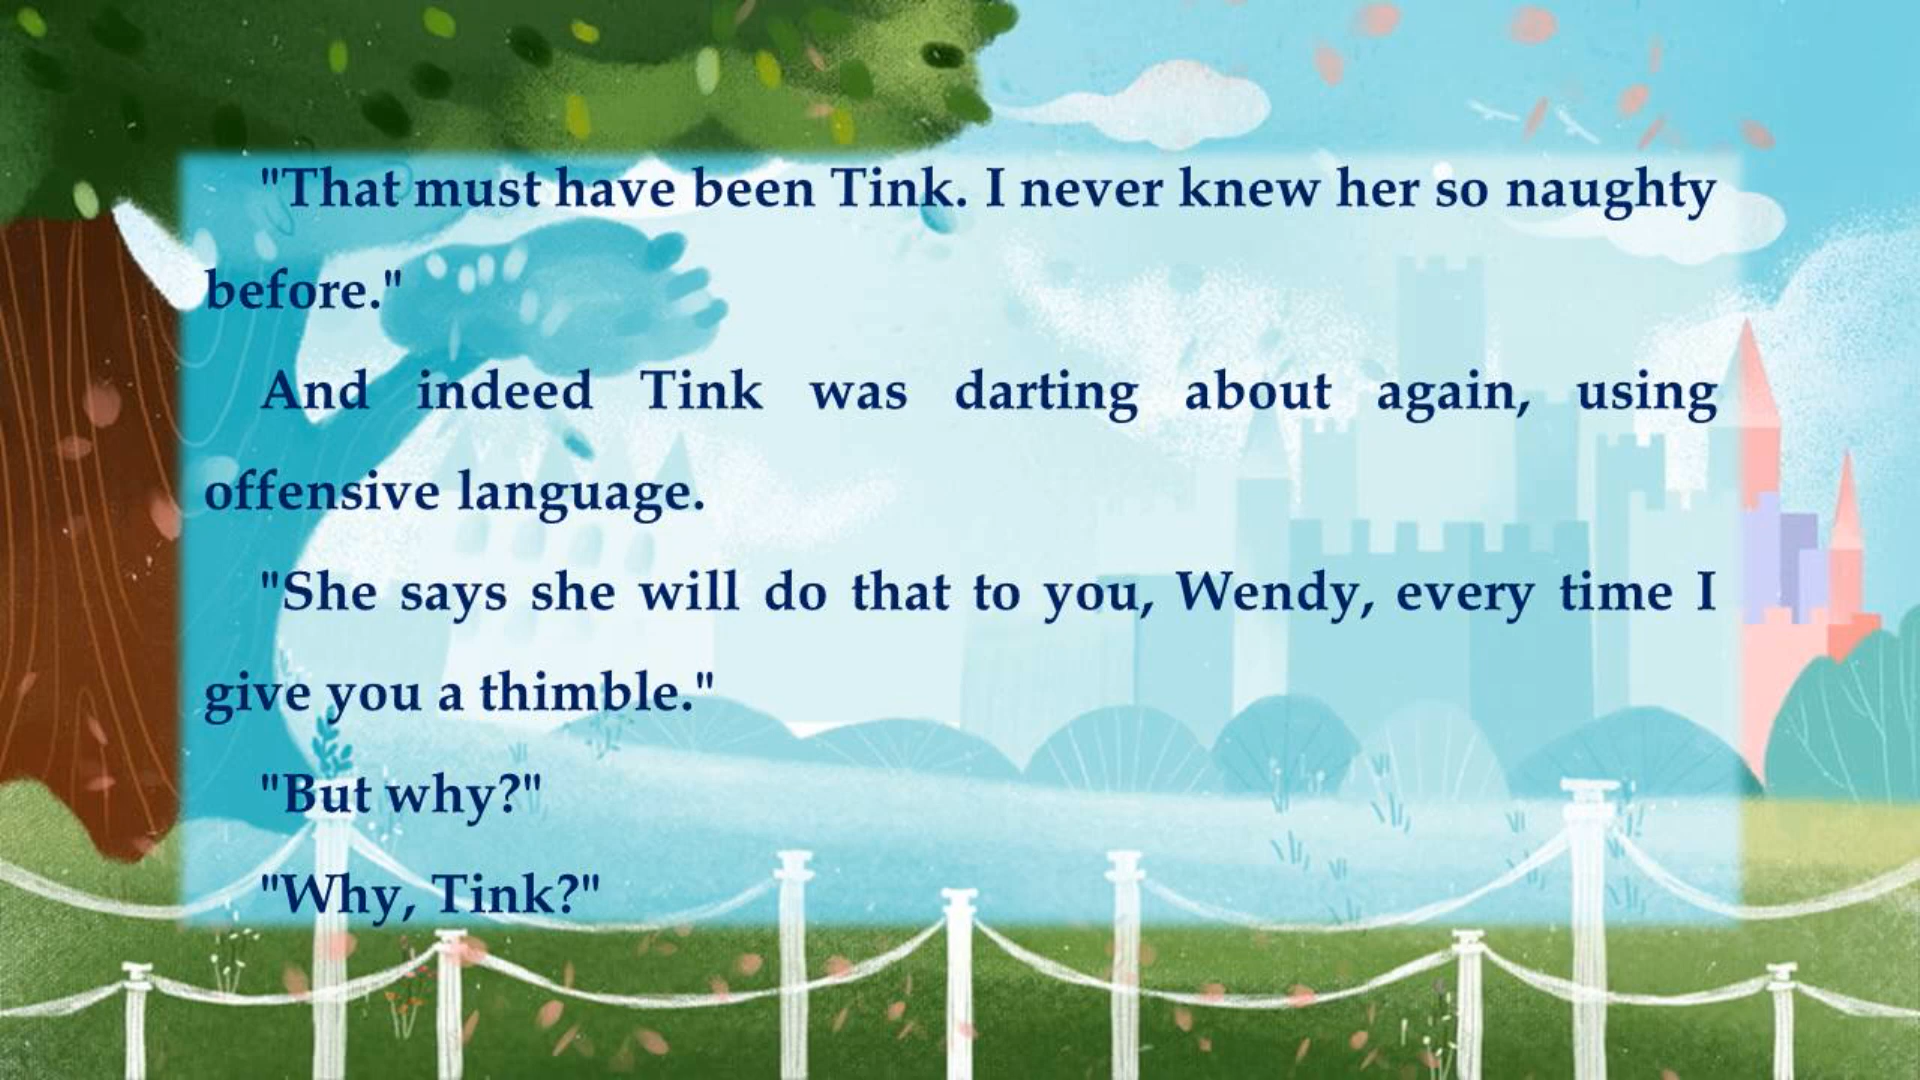 "That must have been Tink. I never knew her so naughty
before."
And indeed Tink was darting about again, using
offensive language.
"She says she will do that to you, Wendy, every time I
give you a thimble."
"But why?"
"Why, Tink?"